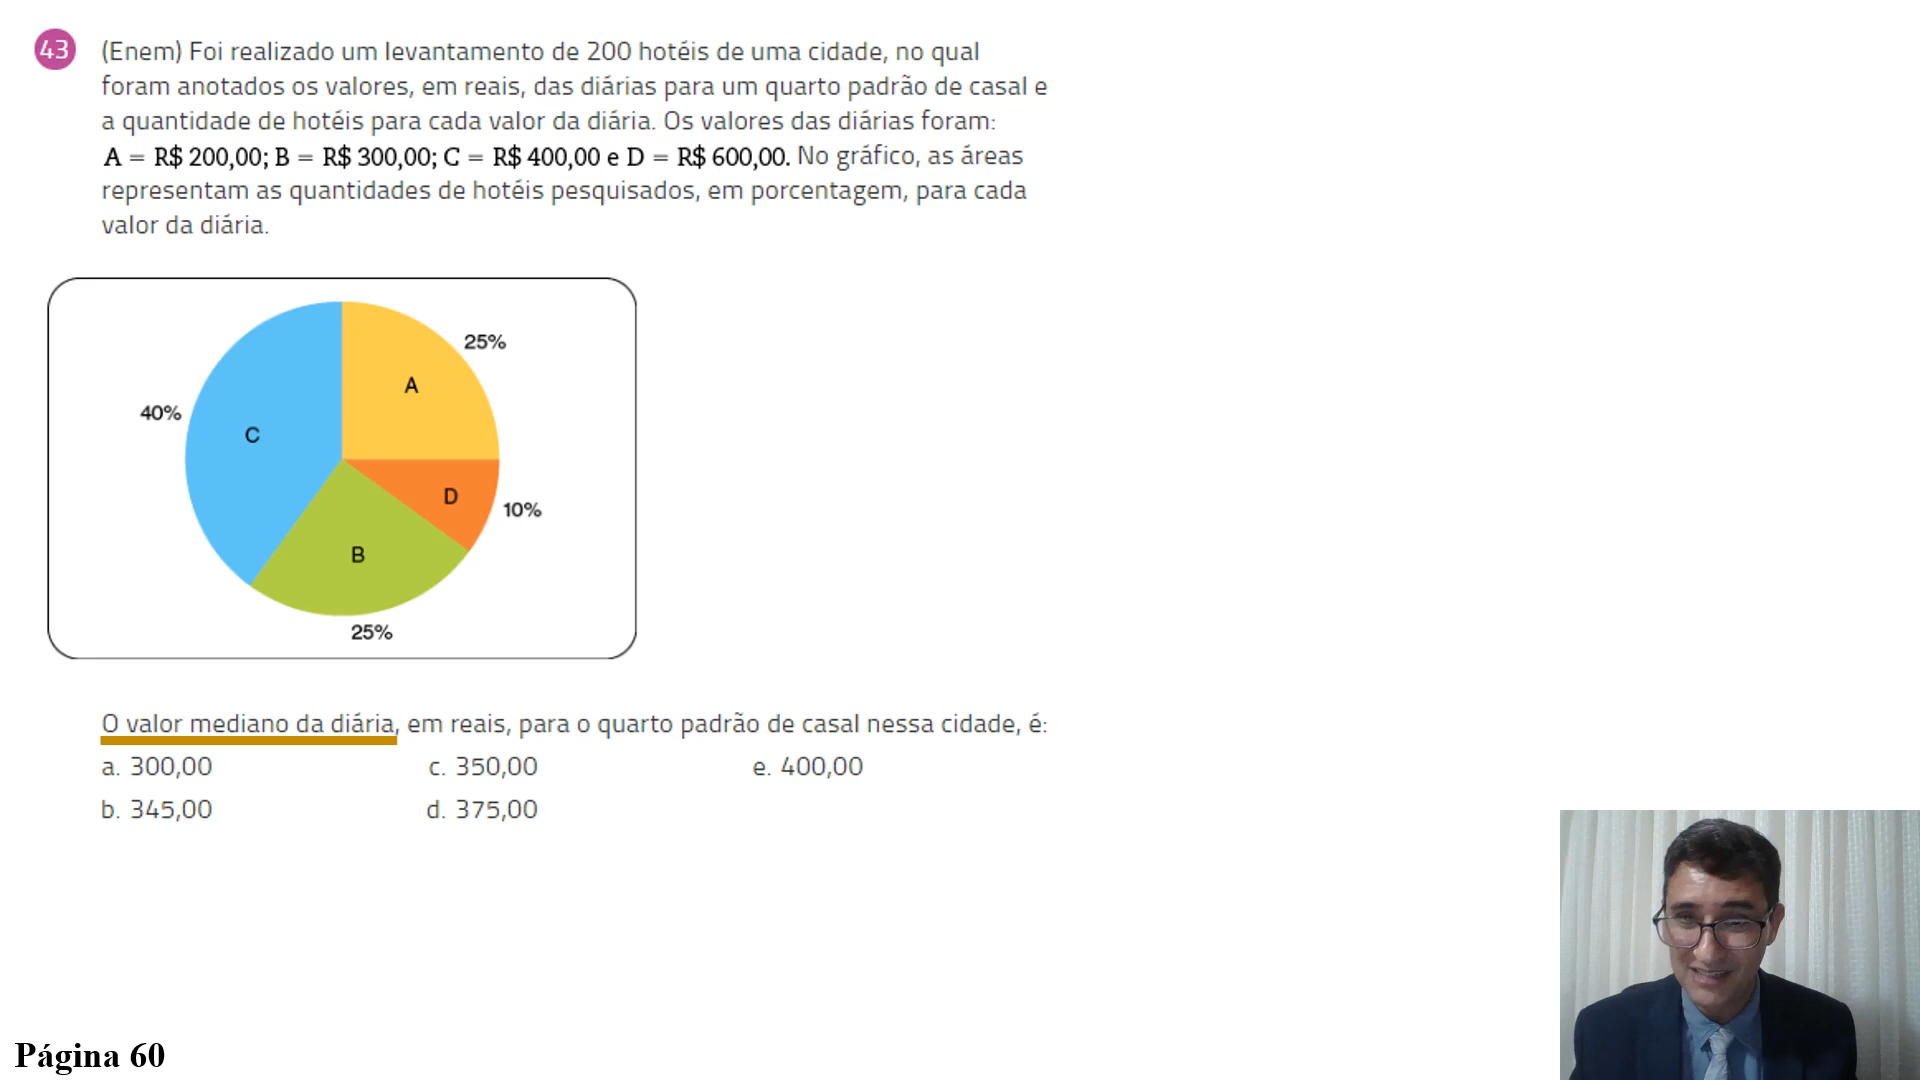 43 (Enem) Foi realizado um levantamento de 200 hotéis de uma cidade, no qual
foram anotados os valores, em reais, das diárias para um quarto padrão de casal e
a quantidade de hotéis para cada valor da diária. Os valores das diárias foram:
A = R$ 200,00; B = R$ 300,00; C = R$ 400,00 e D = R$ 600,00. No gráfico, as áreas
representam as quantidades de hotéis pesquisados, em porcentagem, para cada
valor da diária.
25%
A
40%
C
D
10%
B
25%
O valor mediano da diária, em reais, para o quarto padrão de casal nessa cidade, é:
a. 300,00 c. 350,00 e. 400,00
b. 345,00 d. 375,00
Página 60